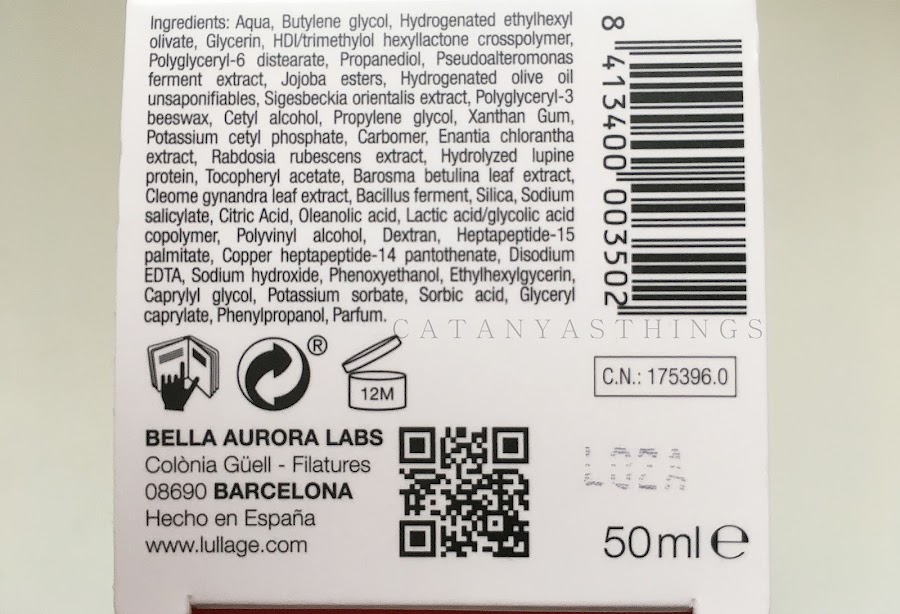 Ingredients: Aqua, Butylene glycol, Hydrogenated ethylhexyl
olivate, Glycerin, HDI/trimethylol hexyllactone crosspolymer,
Polyglyceryl-6 distearate, Propanediol, Pseudoalteromonas
ferment extract, Jojoba esters, Hydrogenated olive oil
unsaponifiables, Sigesbeckia orientalis extract, Polyglyceryl-3
beeswax, Cetyl alcohol, Propylene glycol, Xanthan Gum,
Potassium cetyl phosphate, Carbomer, Enantia chlorantha
extract, Rabdosia rubescens extract, Hydrolyzed lupine
protein, Tocopheryl acetate, Barosma betulina leaf extract,
Cleome gynandra leaf extract, Bacillus ferment, Silica, Sodium
salicylate, Citric Acid, Oleanolic acid, Lactic acid/glycolic acid
copolymer, Polyvinyl alcohol, Dextran, Heptapeptide-15
palmitate, Copper heptapeptide-14 pantothenate, Disodium
EDTA, Sodium hydroxide, Phenoxyethanol, Ethylhexylgycerin,
Caprylyl glycol, Potassium sorbate, Sorbic acid, Glyceryl
caprylate, Phenylpropanol, Parfum.
8 413400 003502
CATANYASTHINGS
®
12M
C.N.: 175396.0
BELLA AURORA LABS
Colònia Güell - Filatures
08690 BARCELONA
Hecho en España
www.lullage.com
50ml e